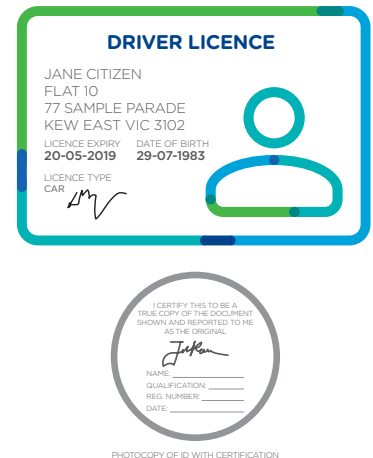 DRIVER LICENCE
JANE CITIZEN
FLAT 10
77 SAMPLE PARADE
KEW EAST VIC 3102
LICENCE EXPIRY DATE OF BIRTH
20-05-2019 29-07-1983
LICENCE TYPE
CAR
I CERTIFY THIS TO BE A
TRUE COPY OF THE DOCUMENT
SHOWN AND REPORTED TO ME
AS THE ORIGINAL
NAME:
QUALIFICATION:
REG. NUMBER:
DATE:
PHOTOCOPY OF ID WITH CERTIFICATION